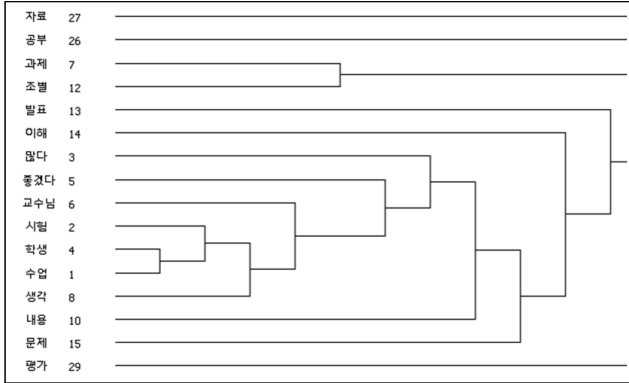 자료 27
공부 26
과제 7
조별 12
발표 13
이해 14
많다 3
좋겠다 5
교수님 6
시험 2
학생 4
수업 1
생각 8
내용 10
문제 15
평가 29